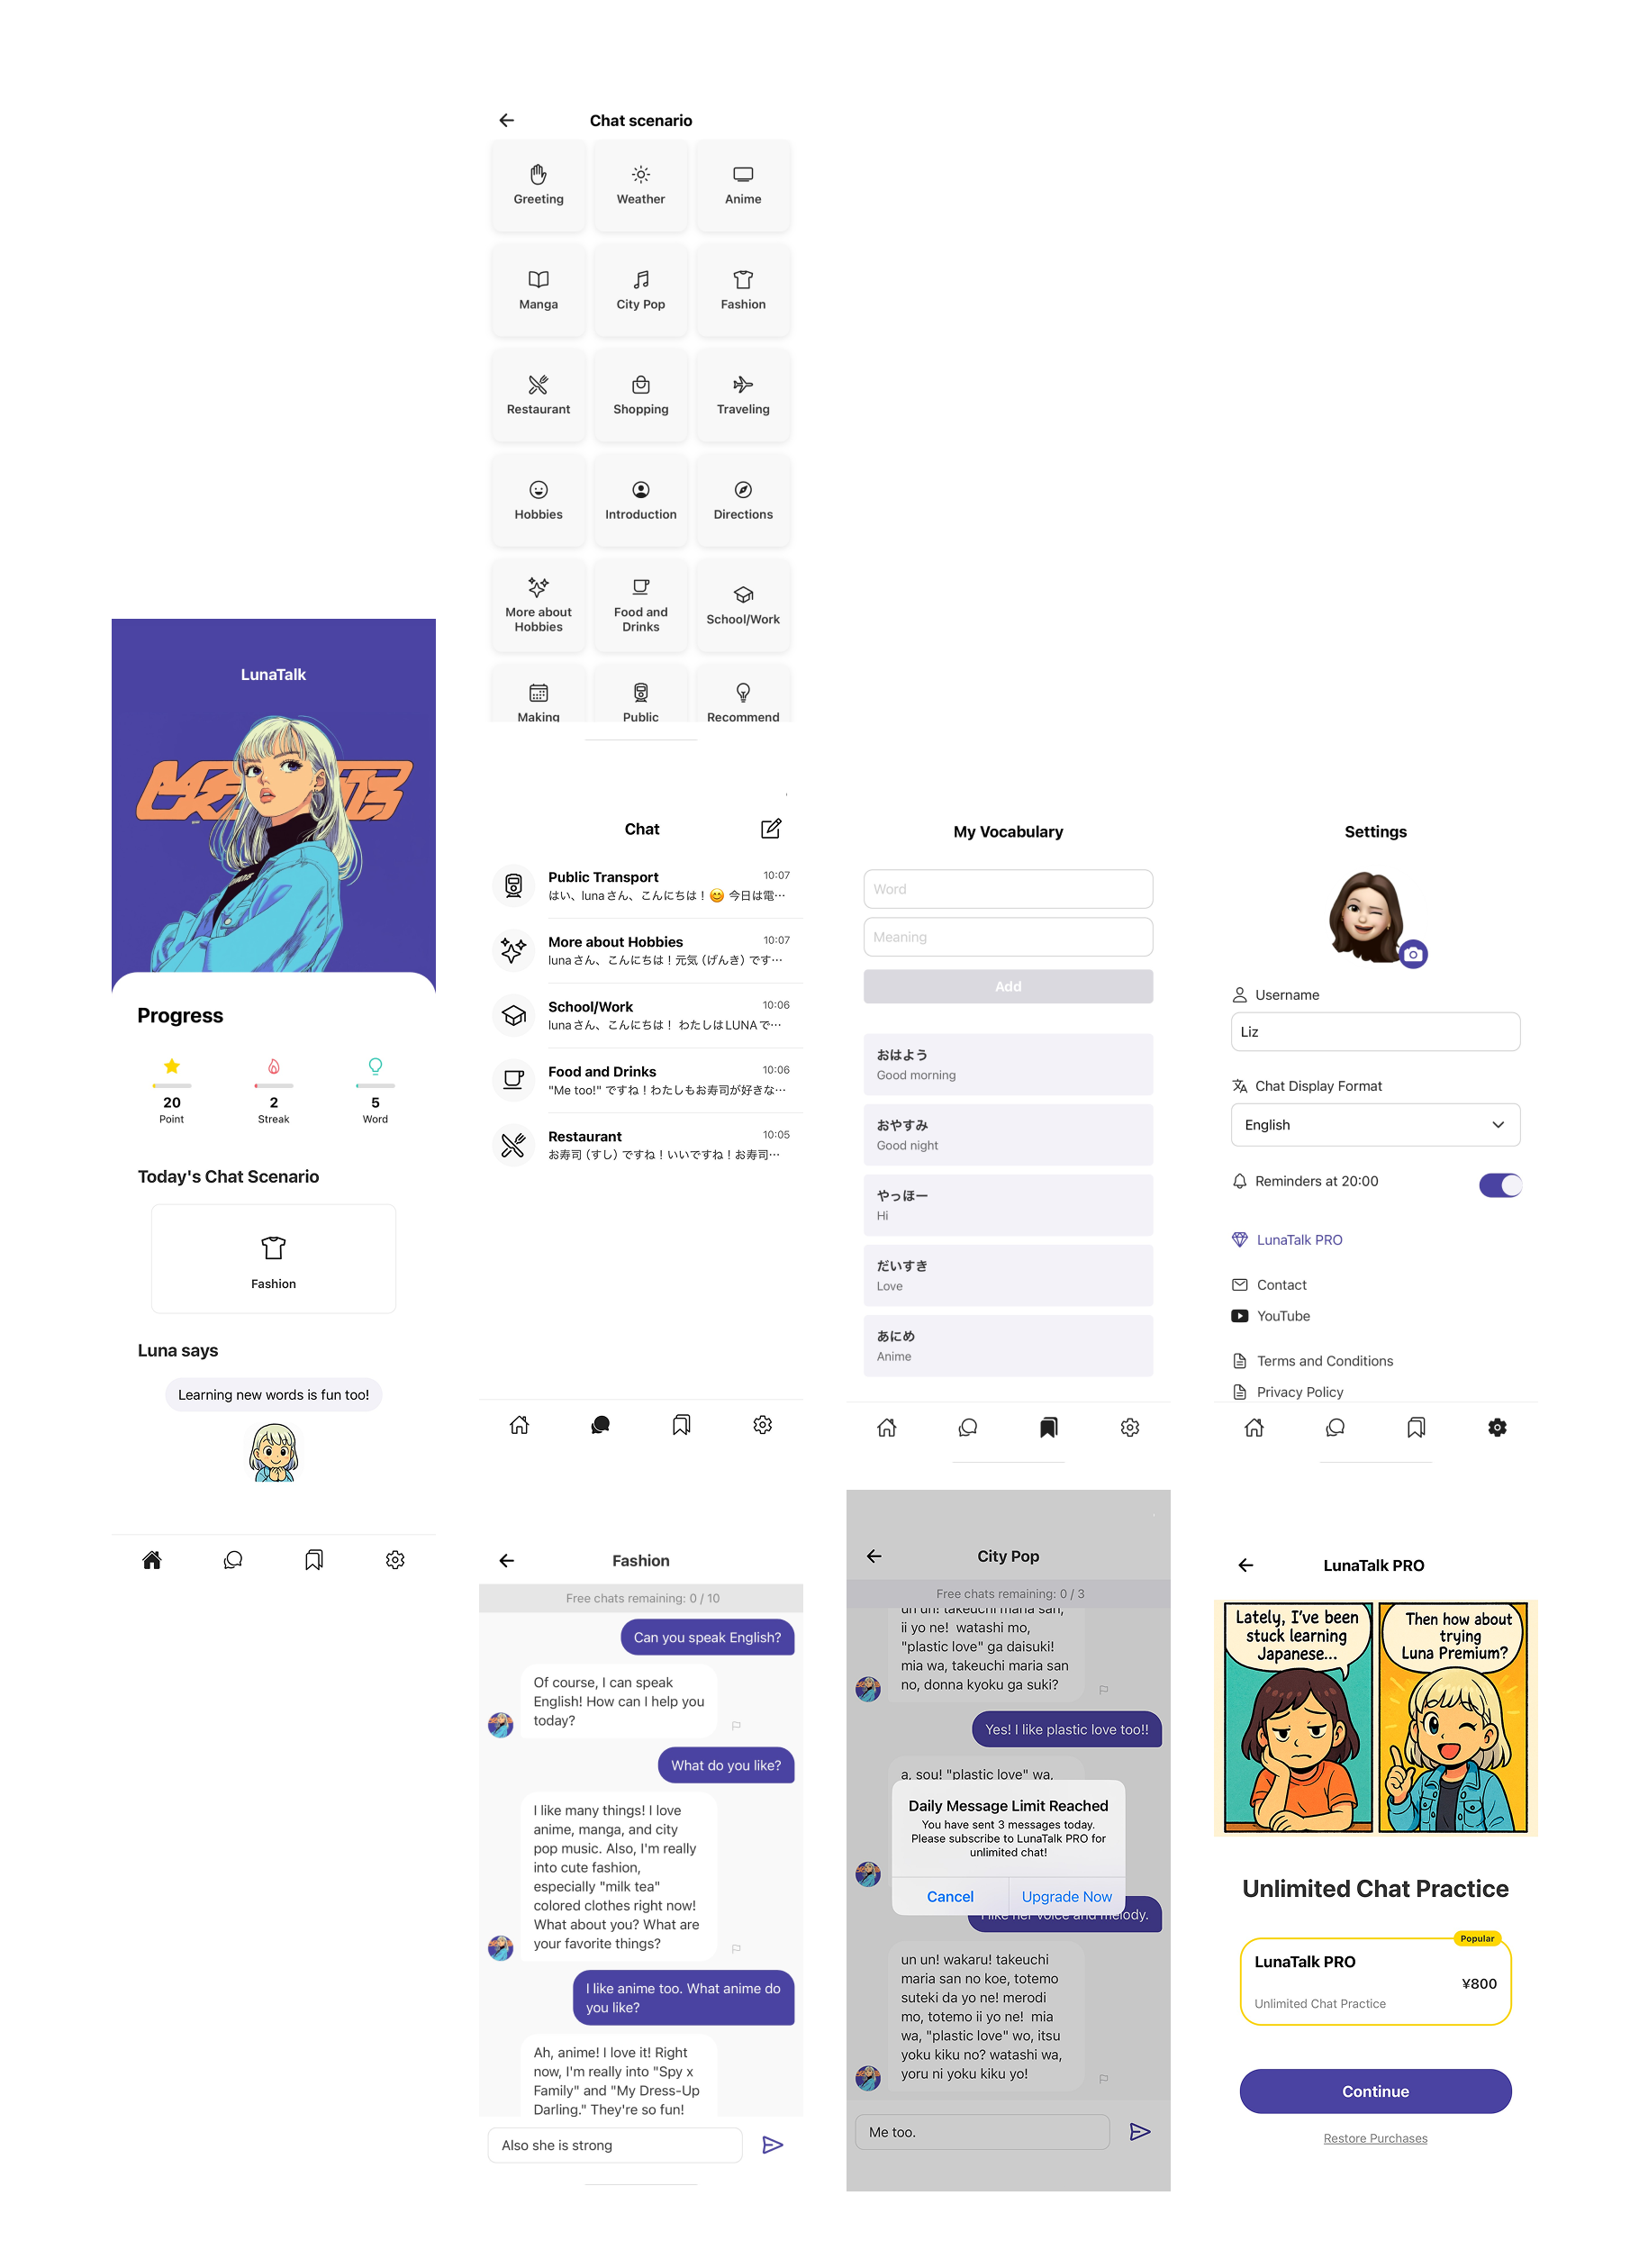 LunaTalk
Progress
20
Point
2
Streak
5
Word
Today's Chat Scenario
Fashion
Luna says
Learning new words is fun too!
Chat scenario
Greeting
Weather
Anime
Manga
City Pop
Fashion
Restaurant
Shopping
Traveling
Hobbies
Introduction
Directions
More about
Hobbies
Food and
Drinks
School/Work
Making
Public
Recommend
Chat
Public Transport
10:07
はい、lunaさん、こんにちは！😊 今日は電…
More about Hobbies
10:07
lunaさん、こんにちは！元気（げんき）です…
School/Work
10:06
lunaさん、こんにちは！ わたしはLUNAで…
Food and Drinks
10:06
"Me too!" ですね！わたしもお寿司が好きな…
Restaurant
10:05
お寿司（すし）ですね！いいですね！お寿司…
My Vocabulary
Word
Meaning
Add
おはよう
Good morning
おやすみ
Good night
やっほー
Hi
だいすき
Love
あにめ
Anime
Settings
Username
Liz
Chat Display Format
English
Reminders at 20:00
LunaTalk PRO
Contact
YouTube
Terms and Conditions
Privacy Policy
Fashion
Free chats remaining: 0 / 10
Can you speak English?
Of course, I can speak
English! How can I help you
today?
What do you like?
I like many things! I love
anime, manga, and city
pop music. Also, I'm really
into cute fashion,
especially "milk tea"
colored clothes right now!
What about you? What are
your favorite things?
I like anime too. What anime do
you like?
Ah, anime! I love it! Right
now, I'm really into "Spy x
Family" and "My Dress-Up
Darling." They're so fun!
Also she is strong
City Pop
Free chats remaining: 0 / 3
un un! takeuchi maria san,
ii yo ne! watashi mo,
"plastic love" ga daisuki!
mia wa, takeuchi maria san
no, donna kyoku ga suki?
Yes! I like plastic love too!!
a, sou! "plastic love" wa,
Daily Message Limit Reached
You have sent 3 messages today.
Please subscribe to LunaTalk PRO for
unlimited chat!
Cancel
Upgrade Now
I like her voice and melody.
un un! wakaru! takeuchi
maria san no koe, totemo
suteki da yo ne! merodi
mo, totemo ii yo ne! mia
wa, "plastic love" wo, itsu
yoku kiku no? watashi wa,
yoru ni yoku kiku yo!
Me too.
LunaTalk PRO
Lately, I've been
stuck learning
Japanese...
Then how about
trying
Luna Premium?
Unlimited Chat Practice
Popular
LunaTalk PRO
¥800
Unlimited Chat Practice
Continue
Restore Purchases